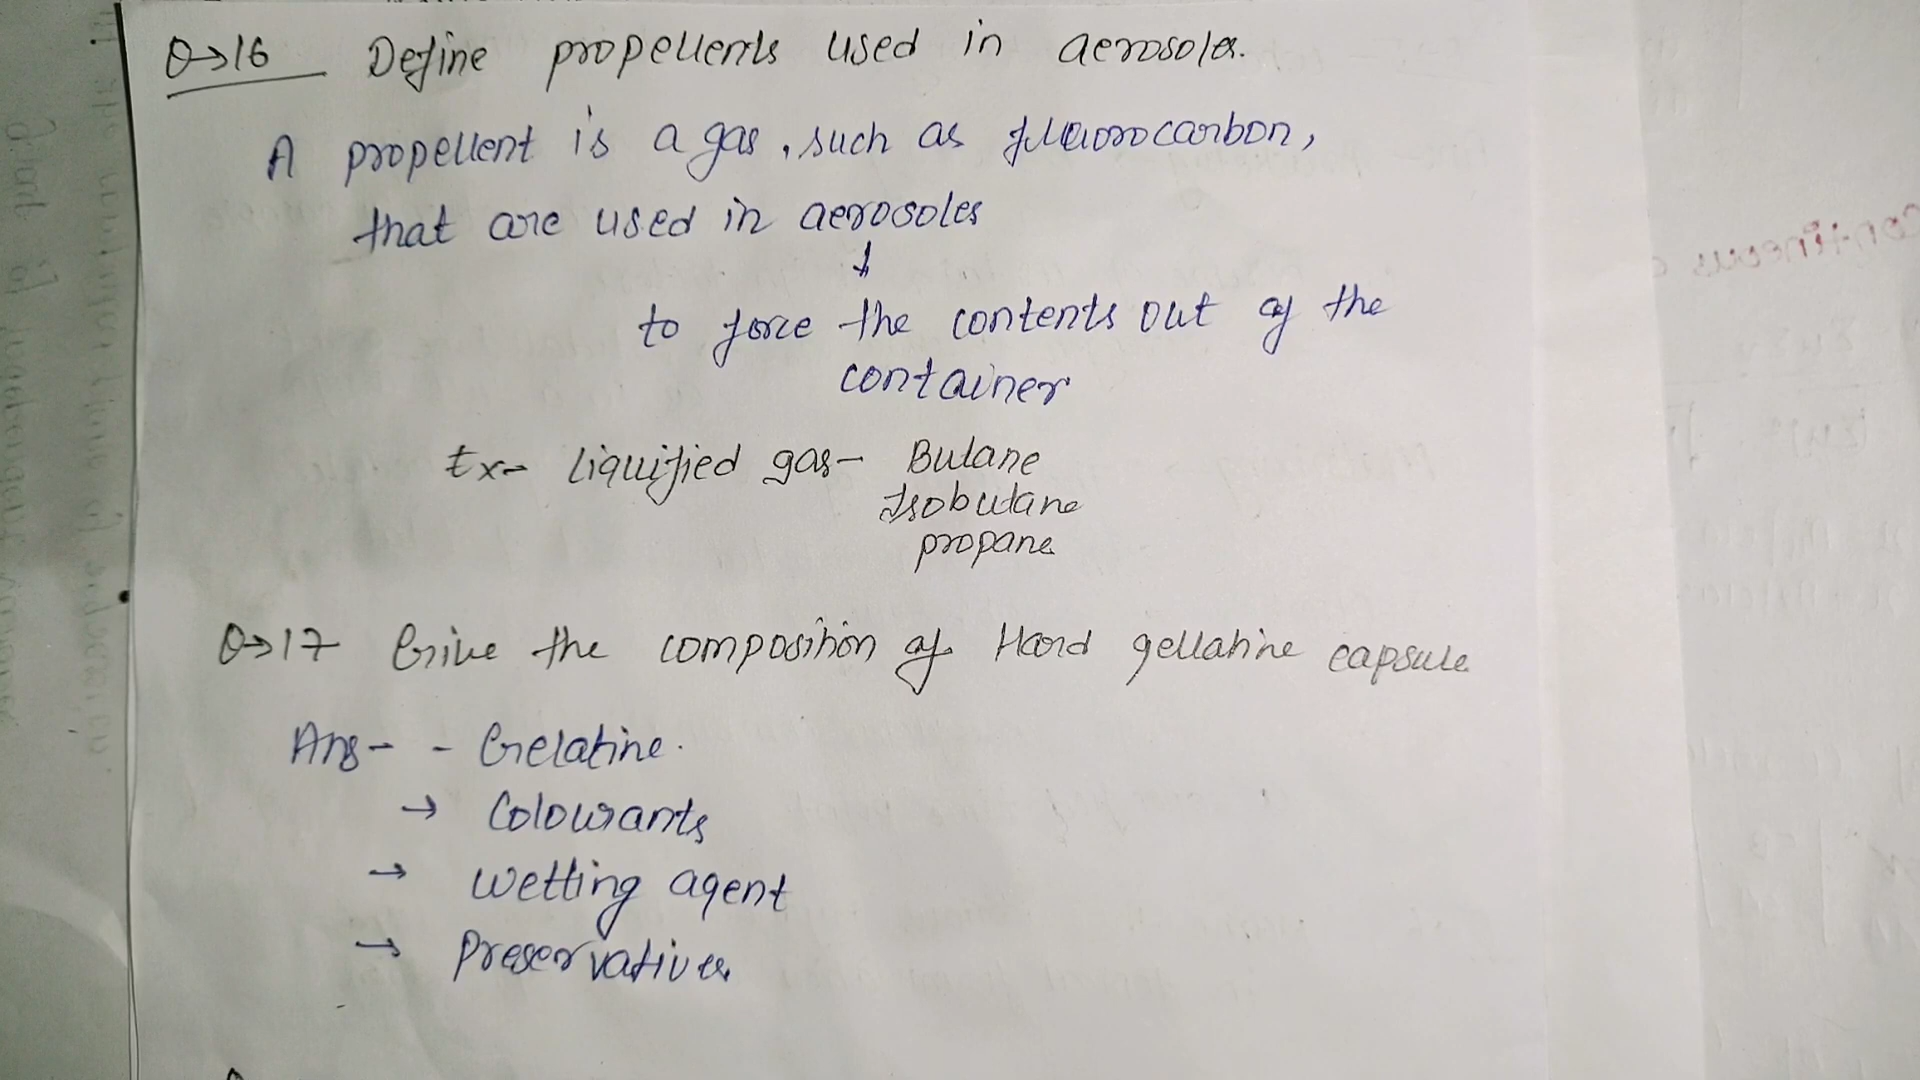 Q→16 Define propellents used in aerosoles.
A propellent is a gas, such as fluorocarbon,
that are used in aerosoles
↓
to force the contents out of the
container
Ex- Liquified gas- Butane
Isobutane
propane
Q→17 Give the composition of Hard gellatine capsule
Ans- - Gelatine.
→ Colourants
→ Wetting agent
→ Preservatives